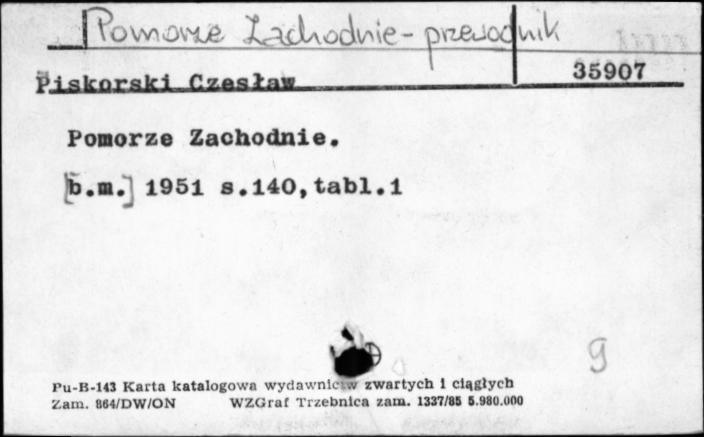 Pomorze Zachodnie - przewodnik
Piskorski Czesław
35907
Pomorze Zachodnie.
[b.m.] 1951 s.140,tabl.1
9
Pu-B-143 Karta katalogowa wydawnictw zwartych i ciągłych
Zam. 864/DW/ON WZGraf Trzebnica zam. 1337/85 5.980.000